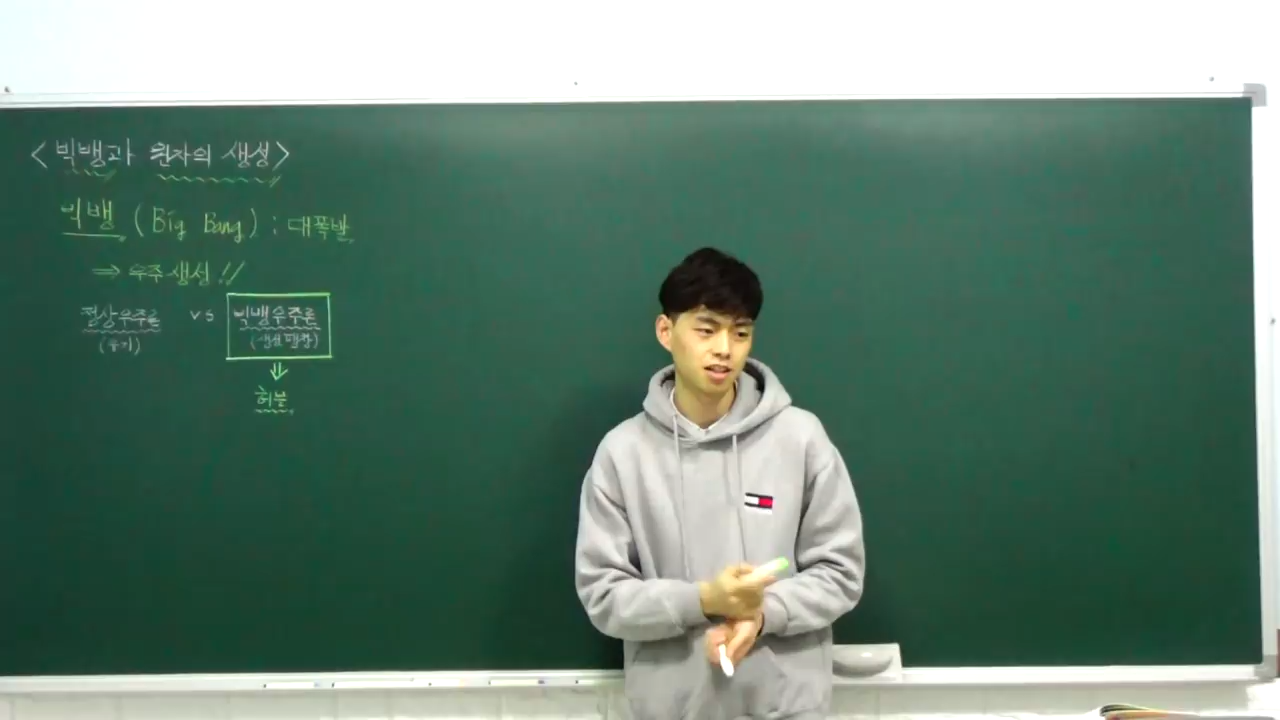 <빅뱅과 원자의 생성>
빅뱅 (Big Bang) : 대폭발
⇒ 우주 생성!!
정상우주론 vs 빅뱅우주론
⇓
허블